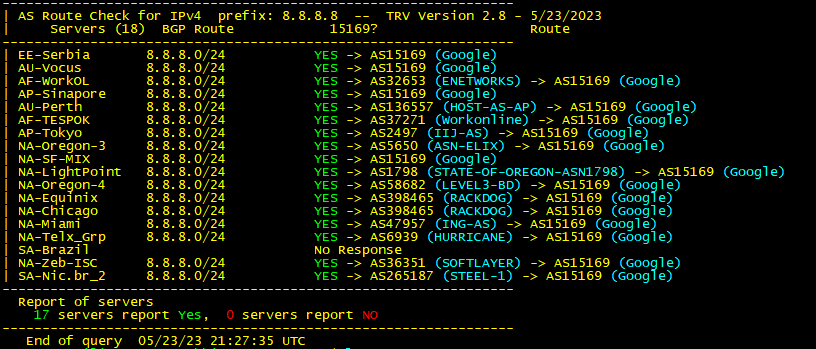 -----------------------------------------------------------------
| AS Route Check for IPv4  prefix: 8.8.8.8  --  TRV Version 2.8 - 5/23/2023
|     Servers (18)  BGP Route            15169?                   Route
-----------------------------------------------------------------
| EE-Serbia       8.8.8.0/24           YES -> AS15169 (Google)
| AU-Vocus        8.8.8.0/24           YES -> AS15169 (Google)
| AF-WorkOL       8.8.8.0/24           YES -> AS32653 (ENETWORKS) -> AS15169 (Google)
| AP-Sinapore     8.8.8.0/24           YES -> AS15169 (Google)
| AU-Perth        8.8.8.0/24           YES -> AS136557 (HOST-AS-AP) -> AS15169 (Google)
| AF-TESPOK       8.8.8.0/24           YES -> AS37271 (Workonline) -> AS15169 (Google)
| AP-Tokyo        8.8.8.0/24           YES -> AS2497 (IIJ-AS) -> AS15169 (Google)
| NA-Oregon-3     8.8.8.0/24           YES -> AS5650 (ASN-ELIX) -> AS15169 (Google)
| NA-SF-MIX       8.8.8.0/24           YES -> AS15169 (Google)
| NA-LightPoint   8.8.8.0/24           YES -> AS1798 (STATE-OF-OREGON-ASN1798) -> AS15169 (Google)
| NA-Oregon-4     8.8.8.0/24           YES -> AS58682 (LEVEL3-BD) -> AS15169 (Google)
| NA-Equinix      8.8.8.0/24           YES -> AS398465 (RACKDOG) -> AS15169 (Google)
| NA-Chicago      8.8.8.0/24           YES -> AS398465 (RACKDOG) -> AS15169 (Google)
| NA-Miami        8.8.8.0/24           YES -> AS47957 (ING-AS) -> AS15169 (Google)
| NA-Telx_Grp     8.8.8.0/24           YES -> AS6939 (HURRICANE) -> AS15169 (Google)
| SA-Brazil                            No Response
| NA-Zeb-ISC      8.8.8.0/24           YES -> AS36351 (SOFTLAYER) -> AS15169 (Google)
| SA-Nic.br_2     8.8.8.0/24           YES -> AS265187 (STEEL-1) -> AS15169 (Google)
-----------------------------------------------------------------
  Report of servers
   17 servers report Yes,  0 servers report NO
-----------------------------------------------------------------
   End of query  05/23/23 21:27:35 UTC